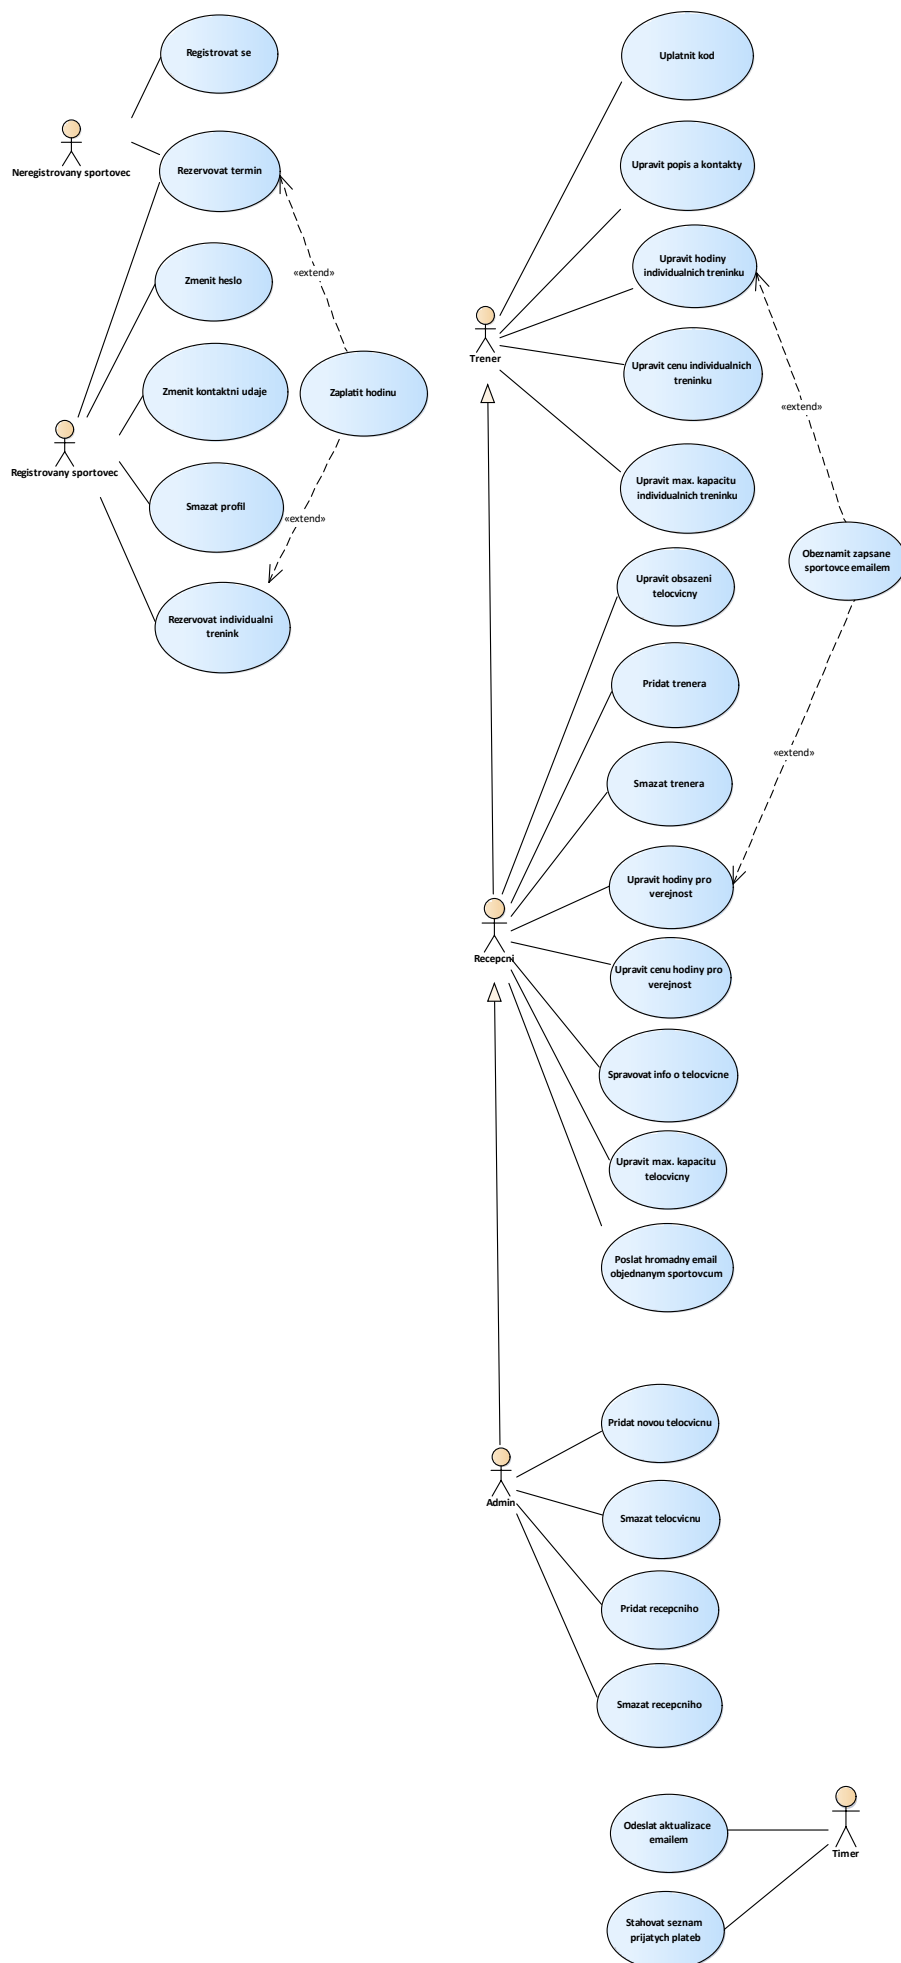 Registrovat se
Neregistrovany sportovec
Rezervovat termin
«extend»
Zmenit heslo
Zmenit kontaktni udaje
Zaplatit hodinu
Registrovany sportovec
Smazat profil
«extend»
Rezervovat individualni
trenink
Uplatnit kod
Upravit popis a kontakty
Upravit hodiny
individualnich treninku
Trener
Upravit cenu individualnich
treninku
«extend»
Upravit max. kapacitu
individualnich treninku
Obeznamit zapsane
sportovce emailem
Upravit obsazeni
telocvicny
Pridat trenera
«extend»
Smazat trenera
Upravit hodiny pro
verejnost
Recepcni
Upravit cenu hodiny pro
verejnost
Spravovat info o telocvicne
Upravit max. kapacitu
telocvicny
Poslat hromadny email
objednanym sportovcum
Pridat novou telocvicnu
Admin
Smazat telocvicnu
Pridat recepcniho
Smazat recepcniho
Odeslat aktualizace
emailem
Timer
Stahovat seznam
prijatych plateb